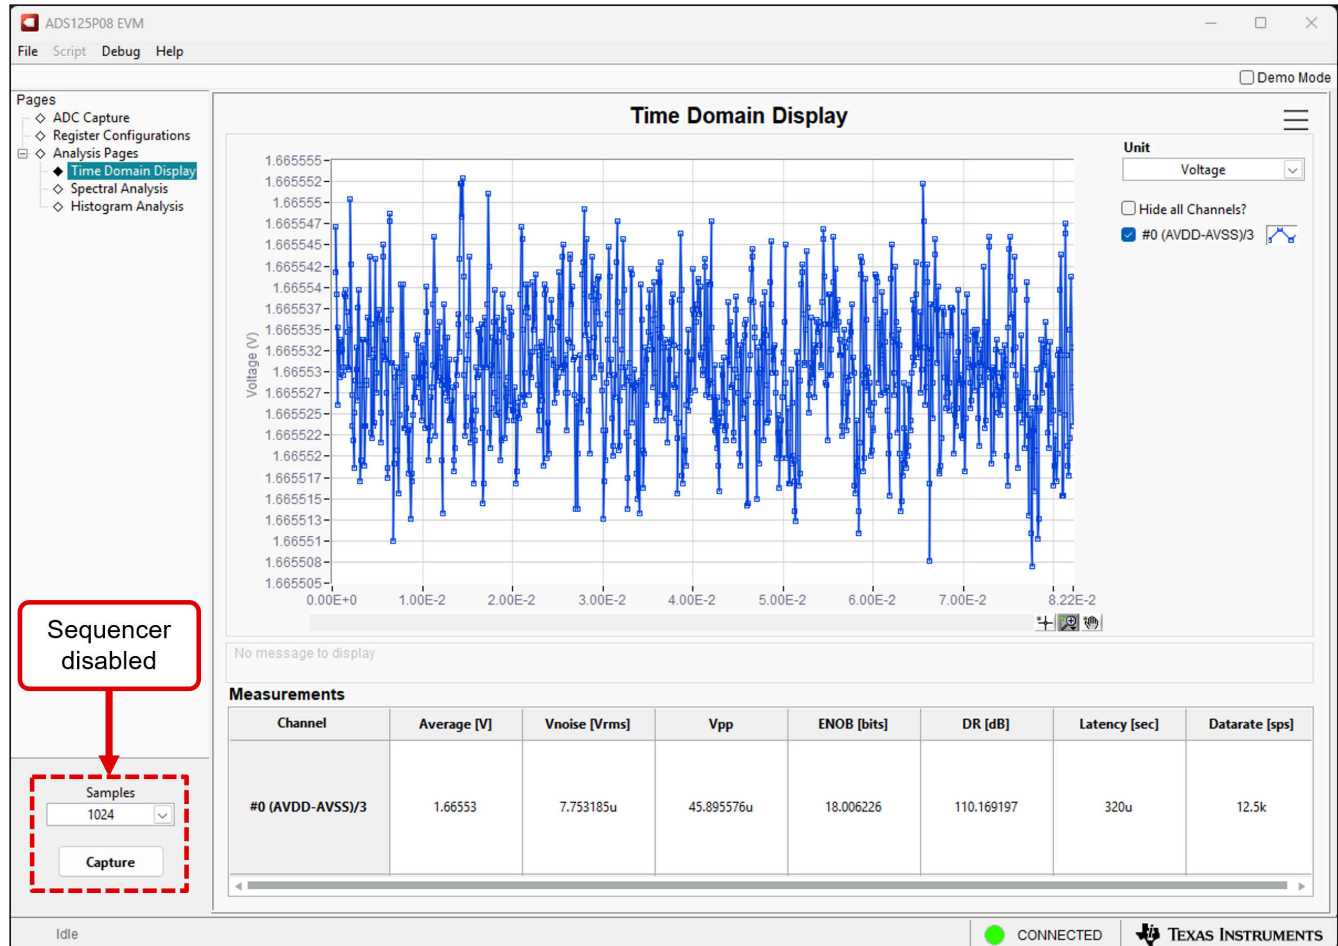 ADS125P08 EVM
File Script Debug Help
Demo Mode
Pages
ADC Capture
Register Configurations
Analysis Pages
Time Domain Display
Spectral Analysis
Histogram Analysis
Time Domain Display
Unit
Voltage
Hide all Channels?
#0 (AVDD-AVSS)/3
Voltage (V)
1.665555
1.665552
1.66555
1.665547
1.665545
1.665542
1.66554
1.665537
1.665535
1.665532
1.66553
1.665527
1.665525
1.665522
1.66552
1.665517
1.665515
1.665513
1.66551
1.665508
1.665505
0.00E+0 1.00E-2 2.00E-2 3.00E-2 4.00E-2 5.00E-2 6.00E-2 7.00E-2 8.22E-2
No message to display
Sequencer
disabled
Measurements
Channel Average [V] Vnoise [Vrms] Vpp ENOB [bits] DR [dB] Latency [sec] Datarate [sps]
#0 (AVDD-AVSS)/3 1.66553 7.753185u 45.895576u 18.006226 110.169197 320u 12.5k
Samples
1024
Capture
Idle
CONNECTED
TEXAS INSTRUMENTS